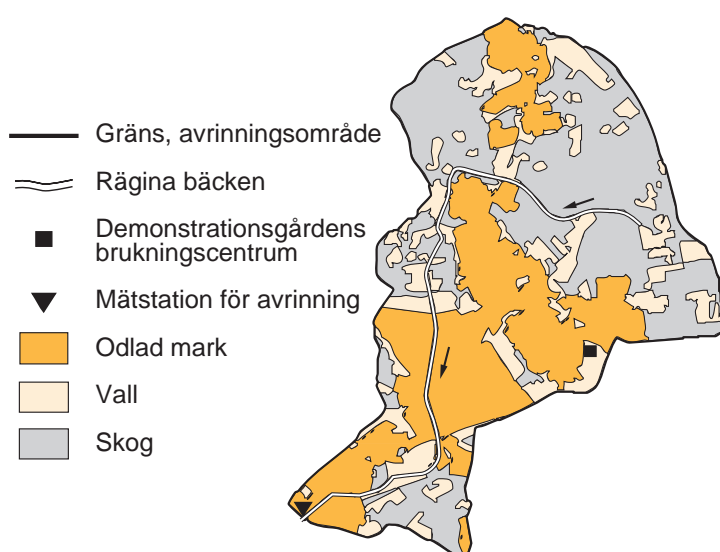 Gräns, avrinningsområde
Rägina bäcken
Demonstrationsgårdens
brukningscentrum
Mätstation för avrinning
Odlad mark
Vall
Skog